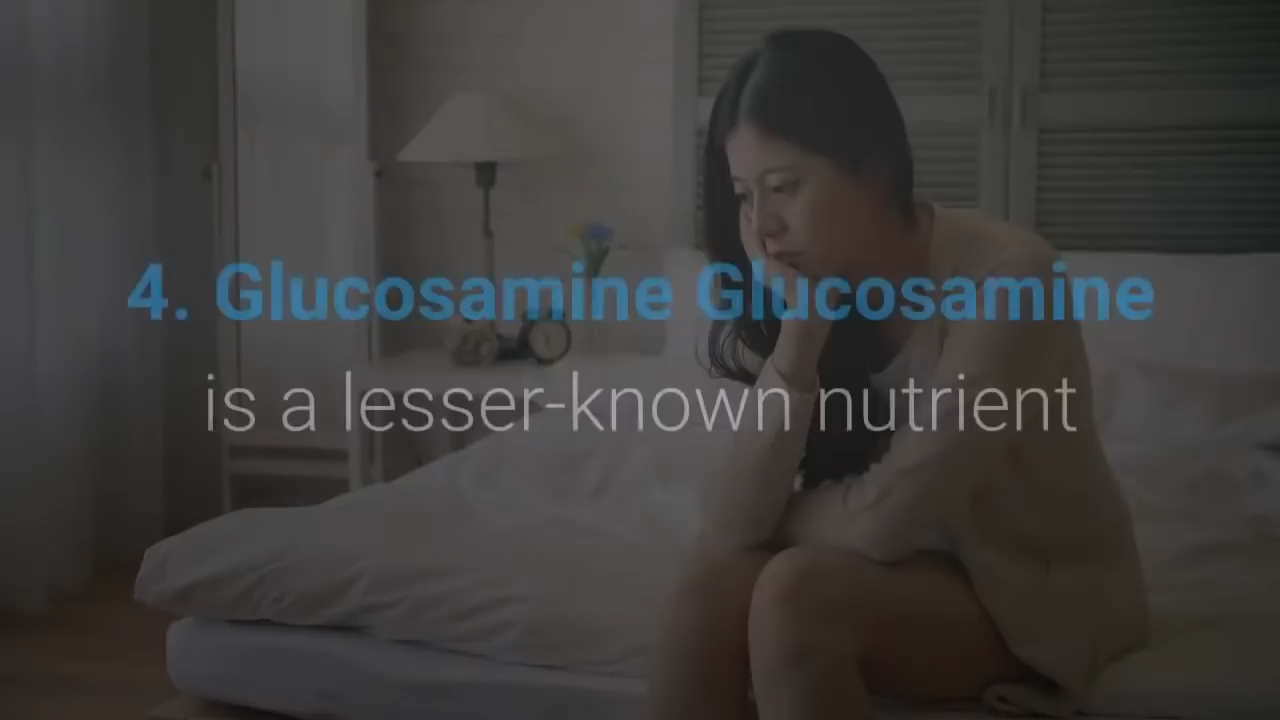 4. Glucosamine Glucosamine
is a lesser-known nutrient